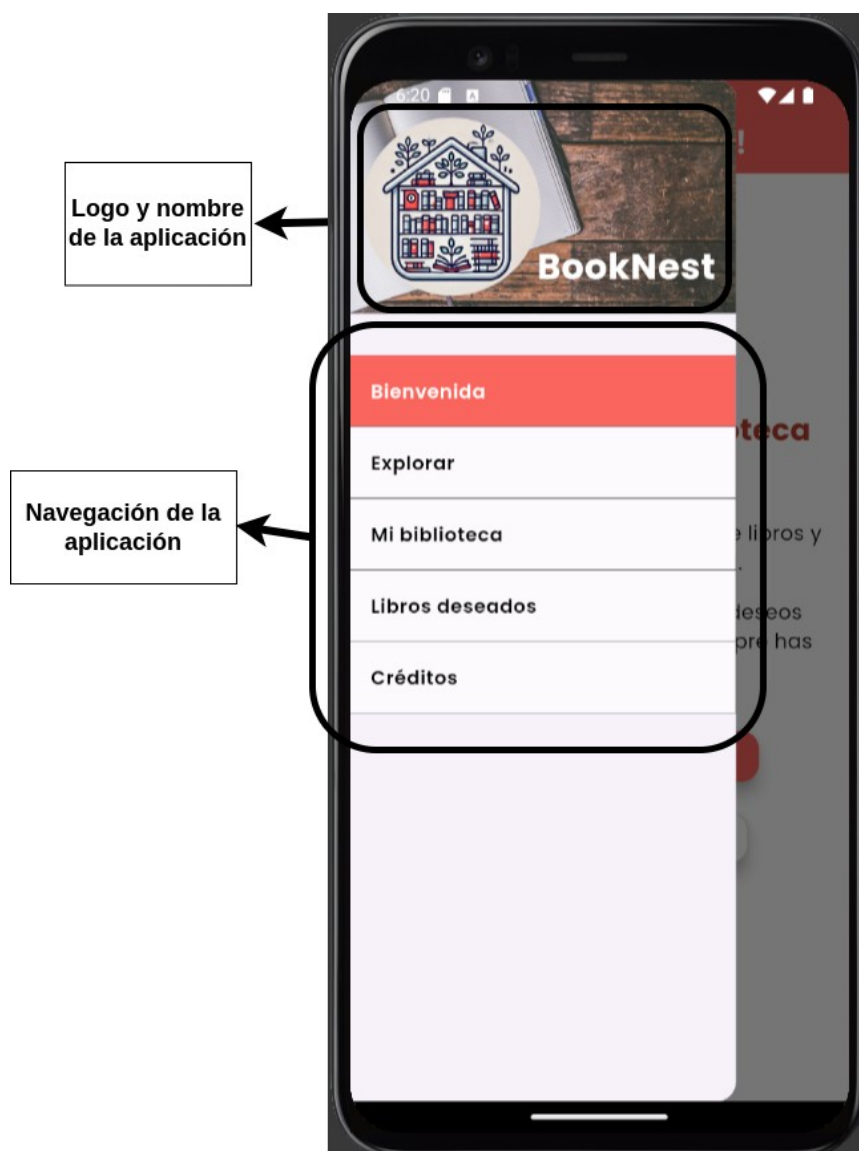 6:20
!
Logo y nombre
de la aplicación
BookNest
Bienvenida
Explorar
Mi biblioteca
Libros deseados
Créditos
Navegación de la
aplicación
teca
libros y
.
deseos
has